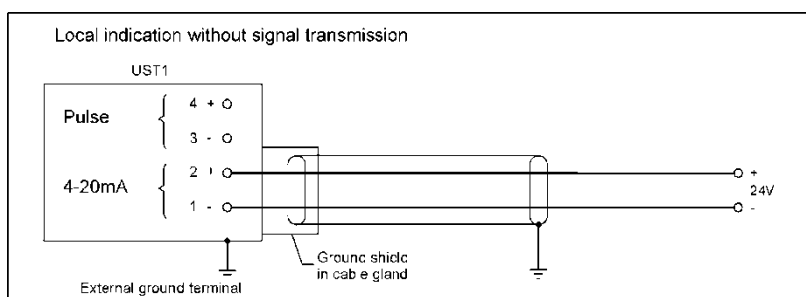 Local indication without signal transmission
UST1
Pulse
4 + 
3 -
4-20mA
2 +
1 -
+
24V
-
Ground shield
in cable gland
External ground terminal